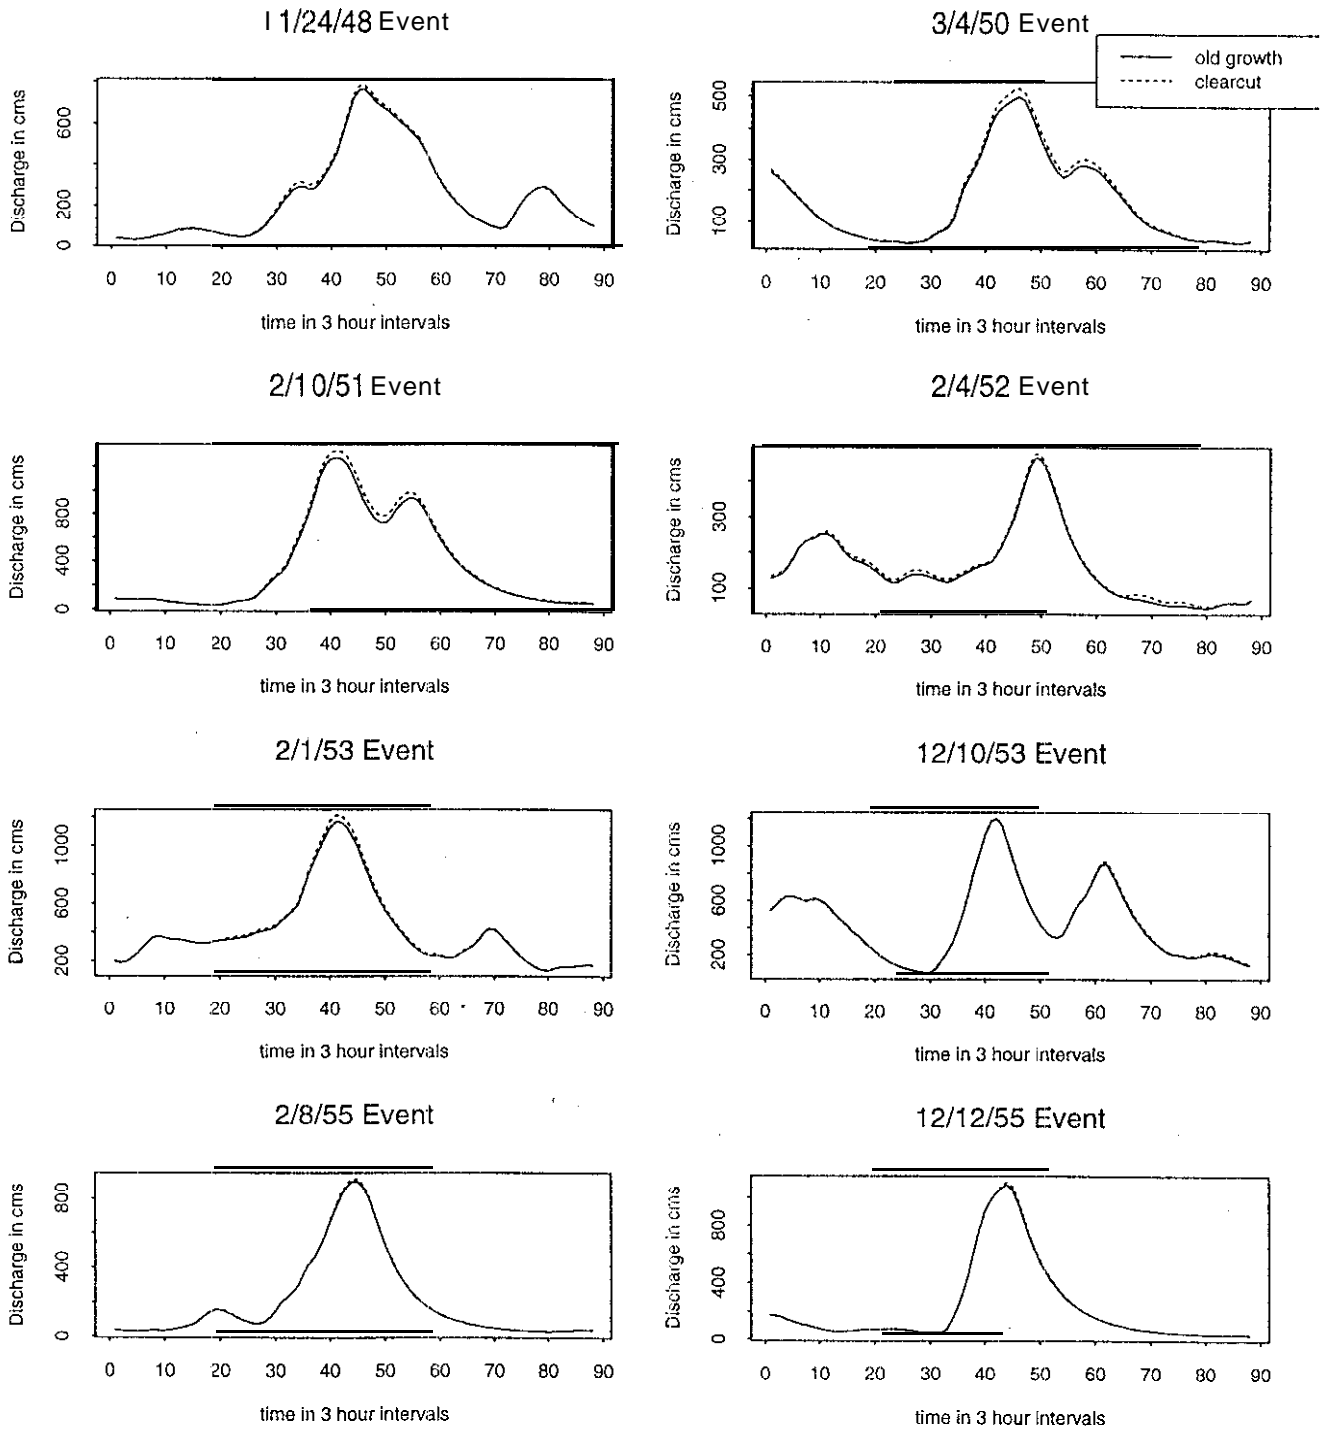 I 1/24/48 Event
Discharge in cms
600
200
0
0 10 20 30 40 50 60 70 80 90
time in 3 hour intervals
3/4/50 Event
old growth
clearcut
Discharge in cms
500
300
100
0 10 20 30 40 50 60 70 80 90
time in 3 hour intervals
2/10/51 Event
Discharge in cms
800
400
0
0 10 20 30 40 50 60 70 80 90
time in 3 hour intervals
2/4/52 Event
Discharge in cms
300
100
0 10 20 30 40 50 60 70 80 90
time in 3 hour intervals
2/1/53 Event
Discharge in cms
1000
600
200
0 10 20 30 40 50 60 70 80 90
time in 3 hour intervals
12/10/53 Event
Discharge in cms
1000
600
200
0 10 20 30 40 50 60 70 80 90
time in 3 hour intervals
2/8/55 Event
Discharge in cms
800
400
0
0 10 20 30 40 50 60 70 80 90
time in 3 hour intervals
12/12/55 Event
Discharge in cms
800
400
0
0 10 20 30 40 50 60 70 80 90
time in 3 hour intervals